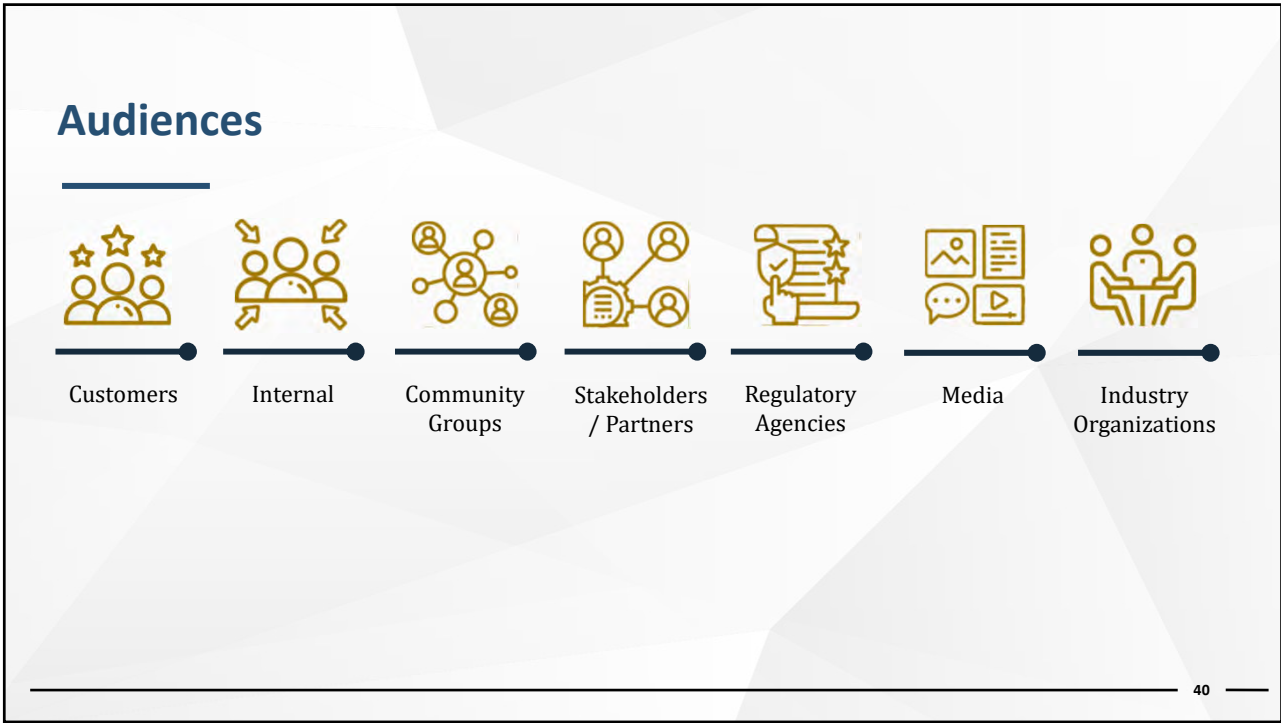 Audiences
Customers
Internal
Community
Groups
Stakeholders
/ Partners
Regulatory
Agencies
Media
Industry
Organizations
40